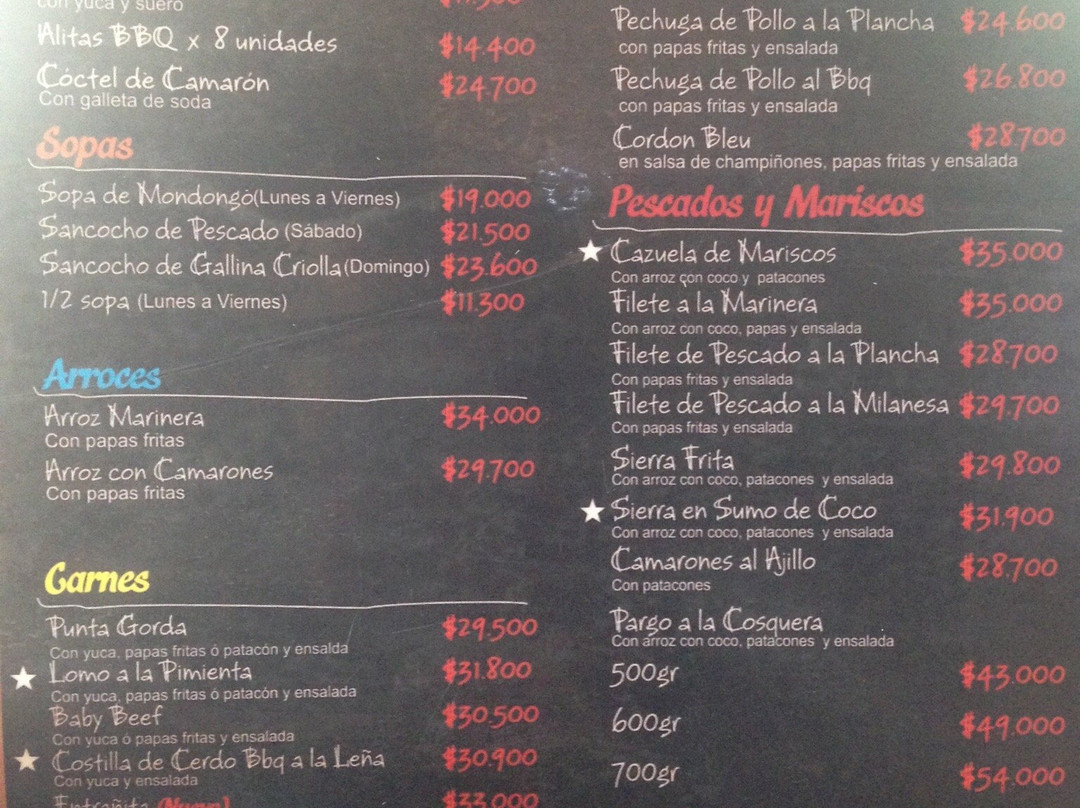 con yuca y suero
Alitas BBQ x 8 unidades $14.400
Cóctel de Camarón $24.700
Con galleta de soda
Sopas
Sopa de Mondongo (Lunes a Viernes) $19.000
Sancocho de Pescado (Sábado) $21.500
Sancocho de Gallina Criolla (Domingo) $23.600
1/2 sopa (Lunes a Viernes) $11.300
Arroces
Arroz Marinera $34.000
Con papas fritas
Arroz con Camarones $29.700
Con papas fritas
Carnes
Punta Gorda $29.500
Con yuca, papas fritas ó patacón y ensalda
Lomo a la Pimienta $31.800
Con yuca, papas fritas ó patacón y ensalada
Baby Beef $30.500
Con yuca ó papas fritas y ensalada
Costilla de Cerdo Bbq a la Leña $30.900
Con yuca y ensalada
Entrañita (Nuevo) $33.000
Pechuga de Pollo a la Plancha $24.600
con papas fritas y ensalada
Pechuga de Pollo al Bbq $26.800
con papas fritas y ensalada
Cordon Bleu $28.700
en salsa de champiñones, papas fritas y ensalada
Pescados y Mariscos
Cazuela de Mariscos $35.000
Con arroz con coco y patacones
Filete a la Marinera $35.000
Con arroz con coco, papas y ensalada
Filete de Pescado a la Plancha $28.700
Con papas fritas y ensalada
Filete de Pescado a la Milanesa $29.700
Con papas fritas y ensalada
Sierra Frita $29.800
Con arroz con coco, patacones y ensalada
Sierra en Sumo de Coco $31.900
Con arroz con coco, patacones y ensalada
Camarones al Ajillo $28.700
Con patacones
Pargo a la Cosquera
Con arroz con coco, patacones y ensalada
500gr $43.000
600gr $49.000
700gr $54.000